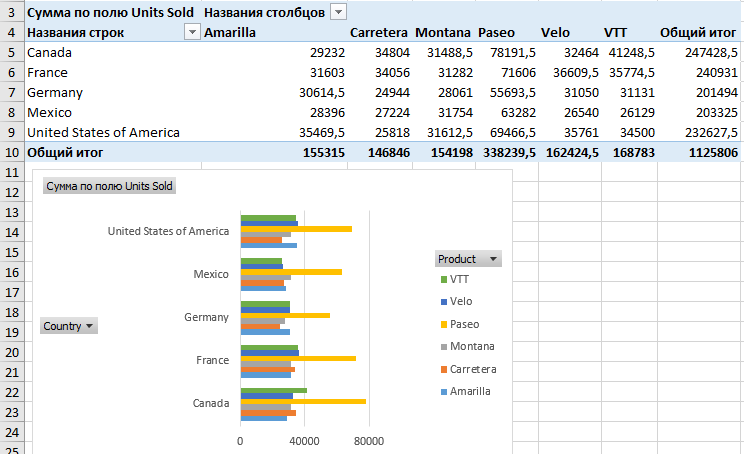 3 Сумма по полю Units Sold Названия столбцов
4 Названия строк Amarilla Carretera Montana Paseo Velo VTT Общий итог
5 Canada 29232 34804 31488,5 78191,5 32464 41248,5 247428,5
6 France 31603 34056 31282 71606 36609,5 35774,5 240931
7 Germany 30614,5 24944 28061 55693,5 31050 31131 201494
8 Mexico 28396 27224 31754 63282 26540 26129 203325
9 United States of America 35469,5 25818 31612,5 69466,5 35761 34500 232627,5
10 Общий итог 155315 146846 154198 338239,5 162424,5 168783 1125806
11
12 Сумма по полю Units Sold
13
14 United States of America
15 Product
16 Mexico VTT
17 Velo
18 Germany Paseo
19 Country Montana
20 France Carretera
21 Amarilla
22 Canada
23
24 0 40000 80000
25